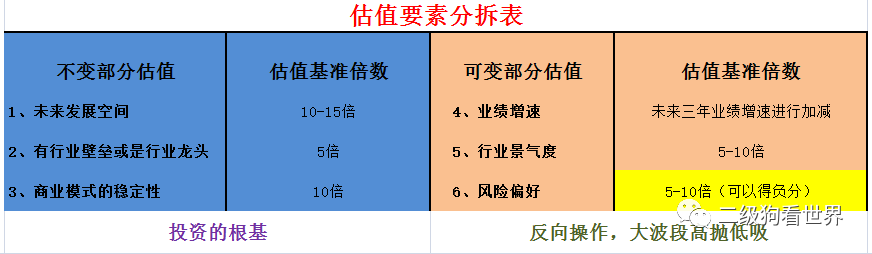 估值要素分拆表
不变部分估值 估值基准倍数 可变部分估值 估值基准倍数
1、未来发展空间 10-15倍 4、业绩增速 未来三年业绩增速进行加减
2、有行业壁垒或是行业龙头 5倍 5、行业景气度 5-10倍
3、商业模式的稳定性 10倍 6、风险偏好 5-10倍（可以得负分）
投资的根基 反向操作，大波段高抛低吸
二级狗看世界